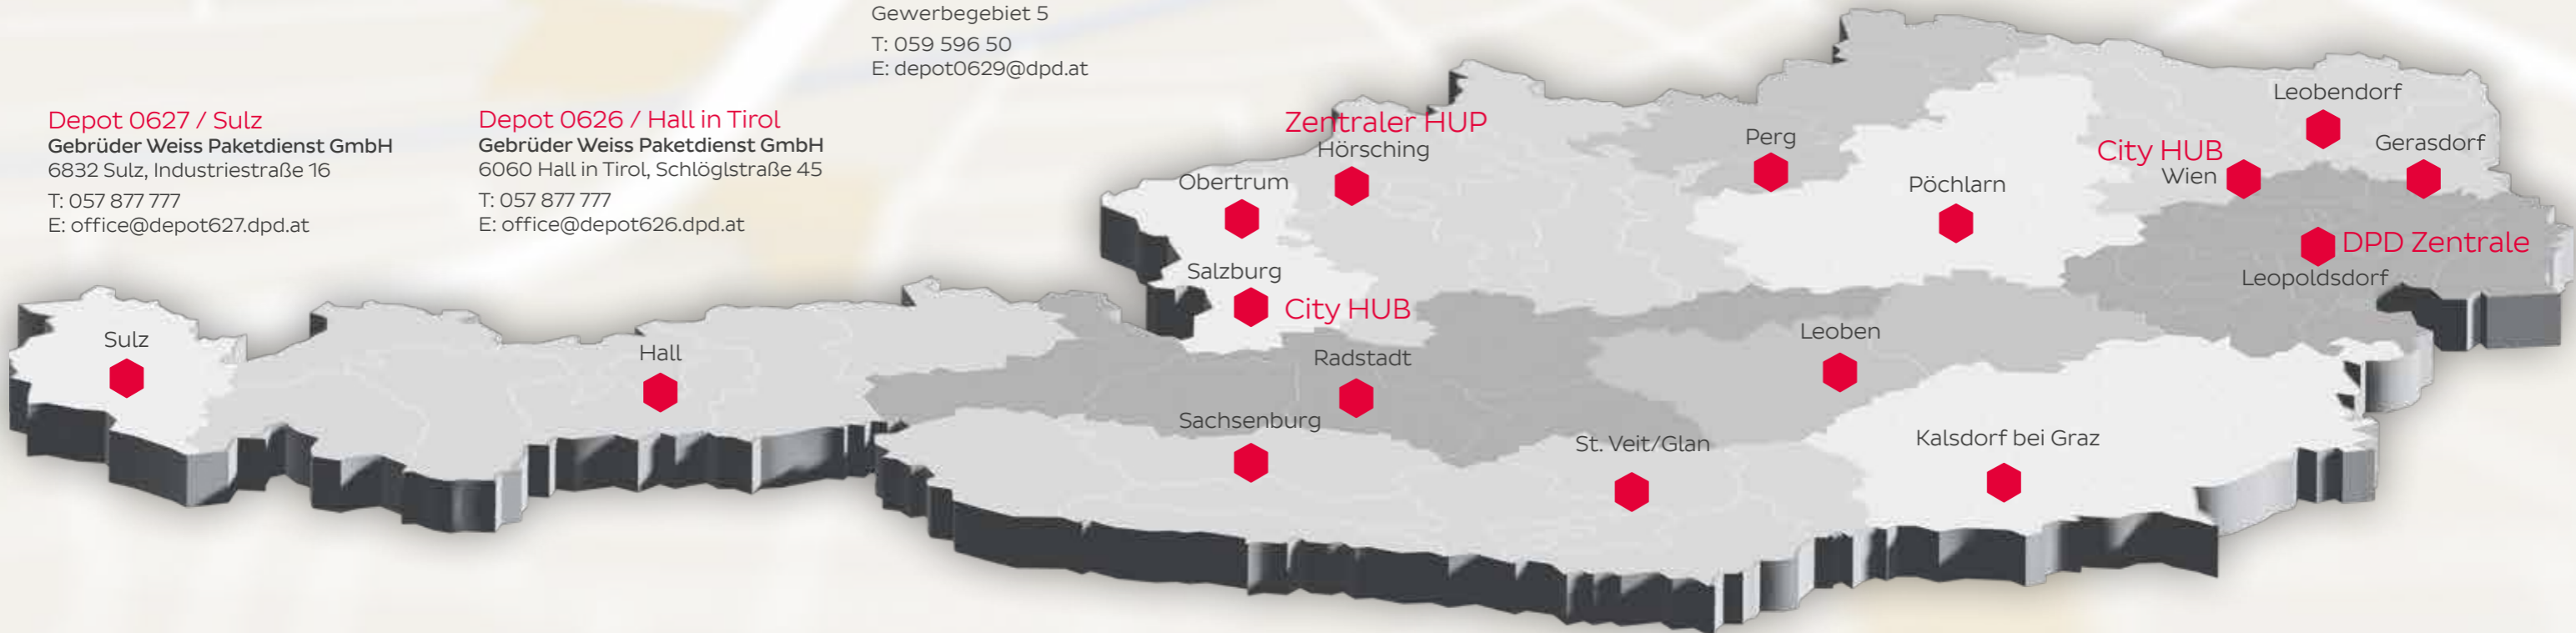 Gewerbegebiet 5
T: 059 596 50
E: depot0629@dpd.at
Depot 0627 / Sulz
Gebrüder Weiss Paketdienst GmbH
6832 Sulz, Industriestraße 16
T: 057 877 777
E: office@depot627.dpd.at
Depot 0626 / Hall in Tirol
Gebrüder Weiss Paketdienst GmbH
6060 Hall in Tirol, Schlöglstraße 45
T: 057 877 777
E: office@depot626.dpd.at
Zentraler HUP
Hörsching
Obertrum
Salzburg
City HUB
Perg
Pöchlarn
Leobendorf
City HUB
Wien
Gerasdorf
DPD Zentrale
Leopoldsdorf
Sulz
Hall
Radstadt
Leoben
Sachsenburg
St. Veit/Glan
Kalsdorf bei Graz